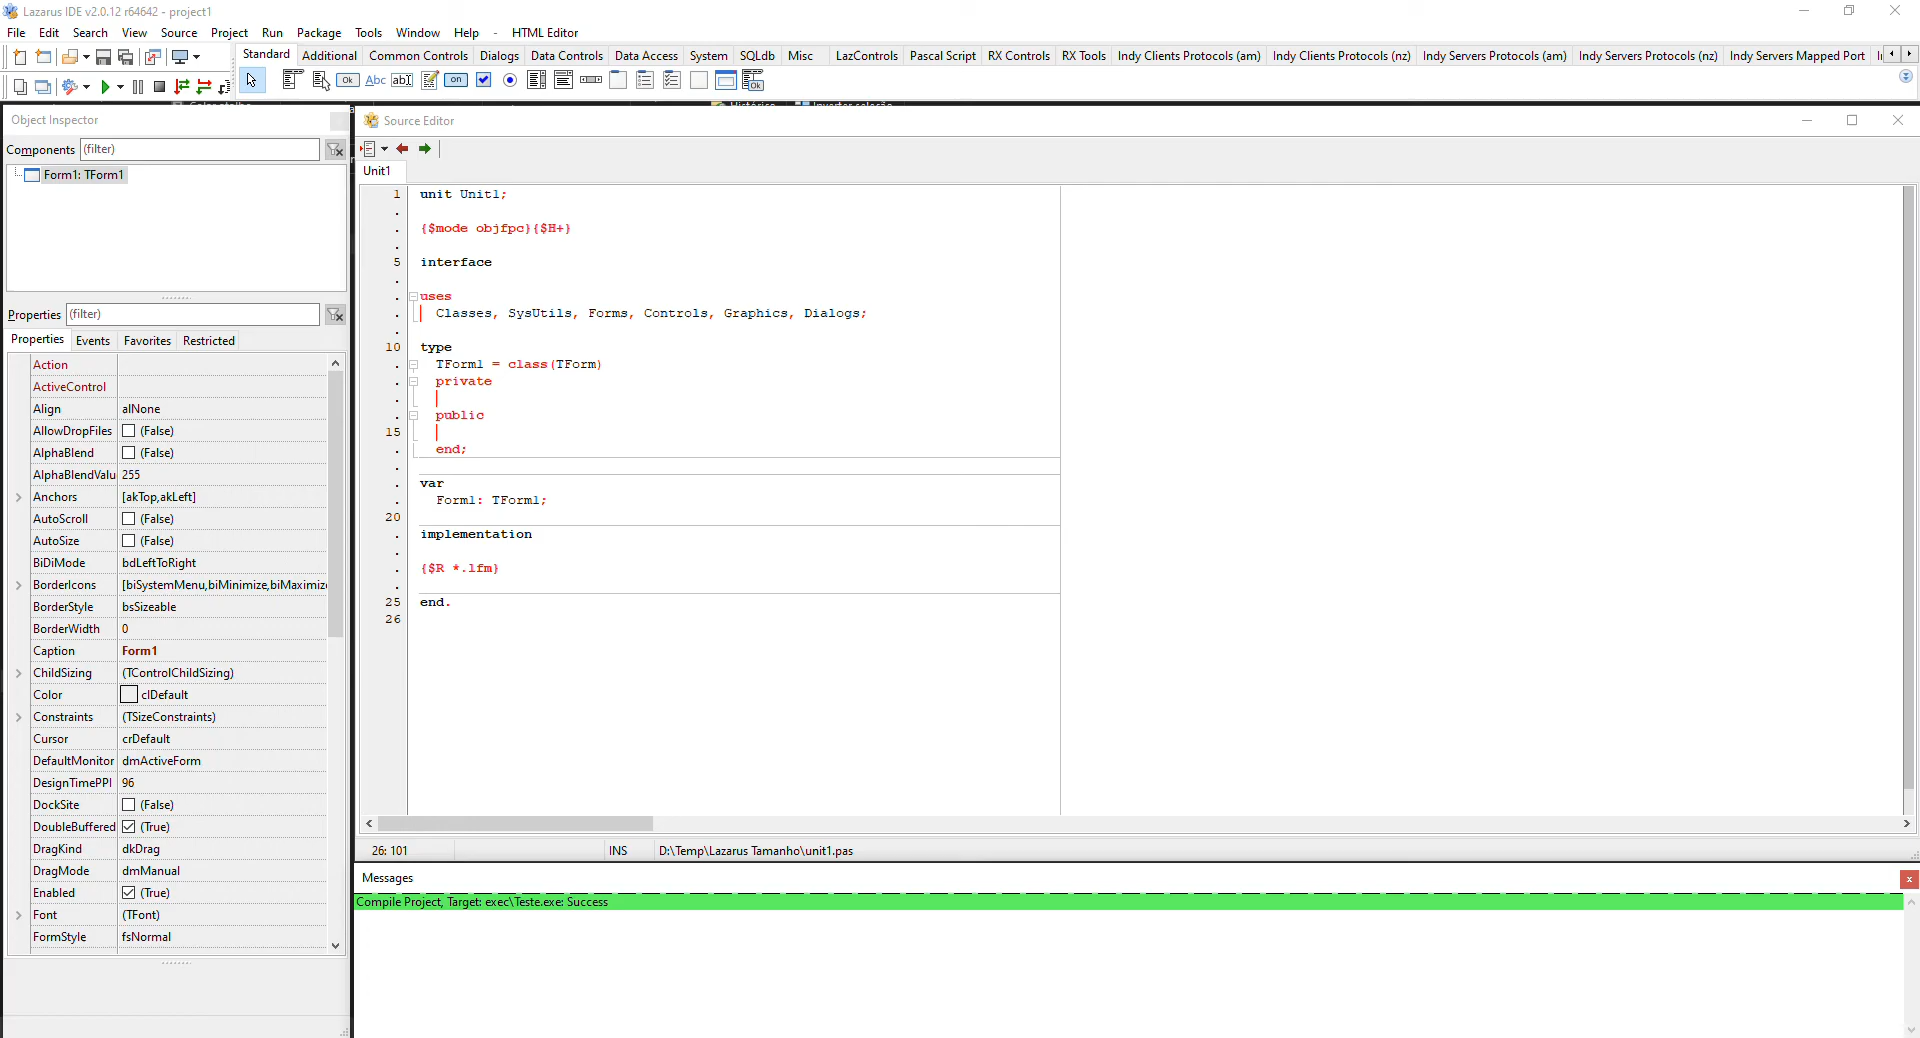 Lazarus IDE v2.0.12 r64642 - project1
File Edit Search View Source Project Run Package Tools Window Help - HTML Editor
Standard Additional Common Controls Dialogs Data Controls Data Access System SQLdb Misc LazControls Pascal Script RX Controls RX Tools Indy Clients Protocols (am) Indy Clients Protocols (nz) Indy Servers Protocols (am) Indy Servers Protocols (nz) Indy Servers Mapped Port
Ok Abc ab on Ok
Histórico Inverter seleção
Object Inspector
Components (filter)
Form1: TForm1
Properties (filter)
Properties Events Favorites Restricted
Action
ActiveControl
Align alNone
AllowDropFiles (False)
AlphaBlend (False)
AlphaBlendValu 255
Anchors [akTop,akLeft]
AutoScroll (False)
AutoSize (False)
BiDiMode bdLeftToRight
BorderIcons [biSystemMenu,biMinimize,biMaximiz
BorderStyle bsSizeable
BorderWidth 0
Caption Form1
ChildSizing (TControlChildSizing)
Color clDefault
Constraints (TSizeConstraints)
Cursor crDefault
DefaultMonitor dmActiveForm
DesignTimePPI 96
DockSite (False)
DoubleBuffered (True)
DragKind dkDrag
DragMode dmManual
Enabled (True)
Font (TFont)
FormStyle fsNormal
Source Editor
Unit1
1 unit Unit1;
{$mode objfpc}{$H+}
5 interface
uses
Classes, SysUtils, Forms, Controls, Graphics, Dialogs;
10 type
TForm1 = class(TForm)
private
public
15
end;
var
Form1: TForm1;
20
implementation
{$R *.lfm}
25 end.
26
26: 101 INS D:\Temp\Lazarus Tamanho\unit1.pas
Messages
Compile Project, Target: exec\Teste.exe: Success